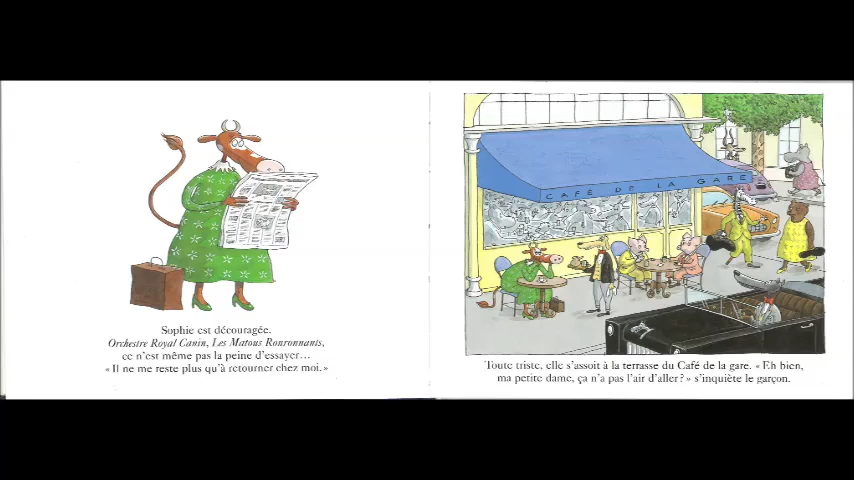 Sophie est découragée.
Orchestre Royal Canin, Les Matous Ronronnants,
ce n'est même pas la peine d'essayer...
« Il ne me reste plus qu'à retourner chez moi. »
CAFÉ DE LA GARE
Toute triste, elle s'assoit à la terrasse du Café de la gare. « Eh bien,
ma petite dame, ça n'a pas l'air d'aller ? » s'inquiète le garçon.